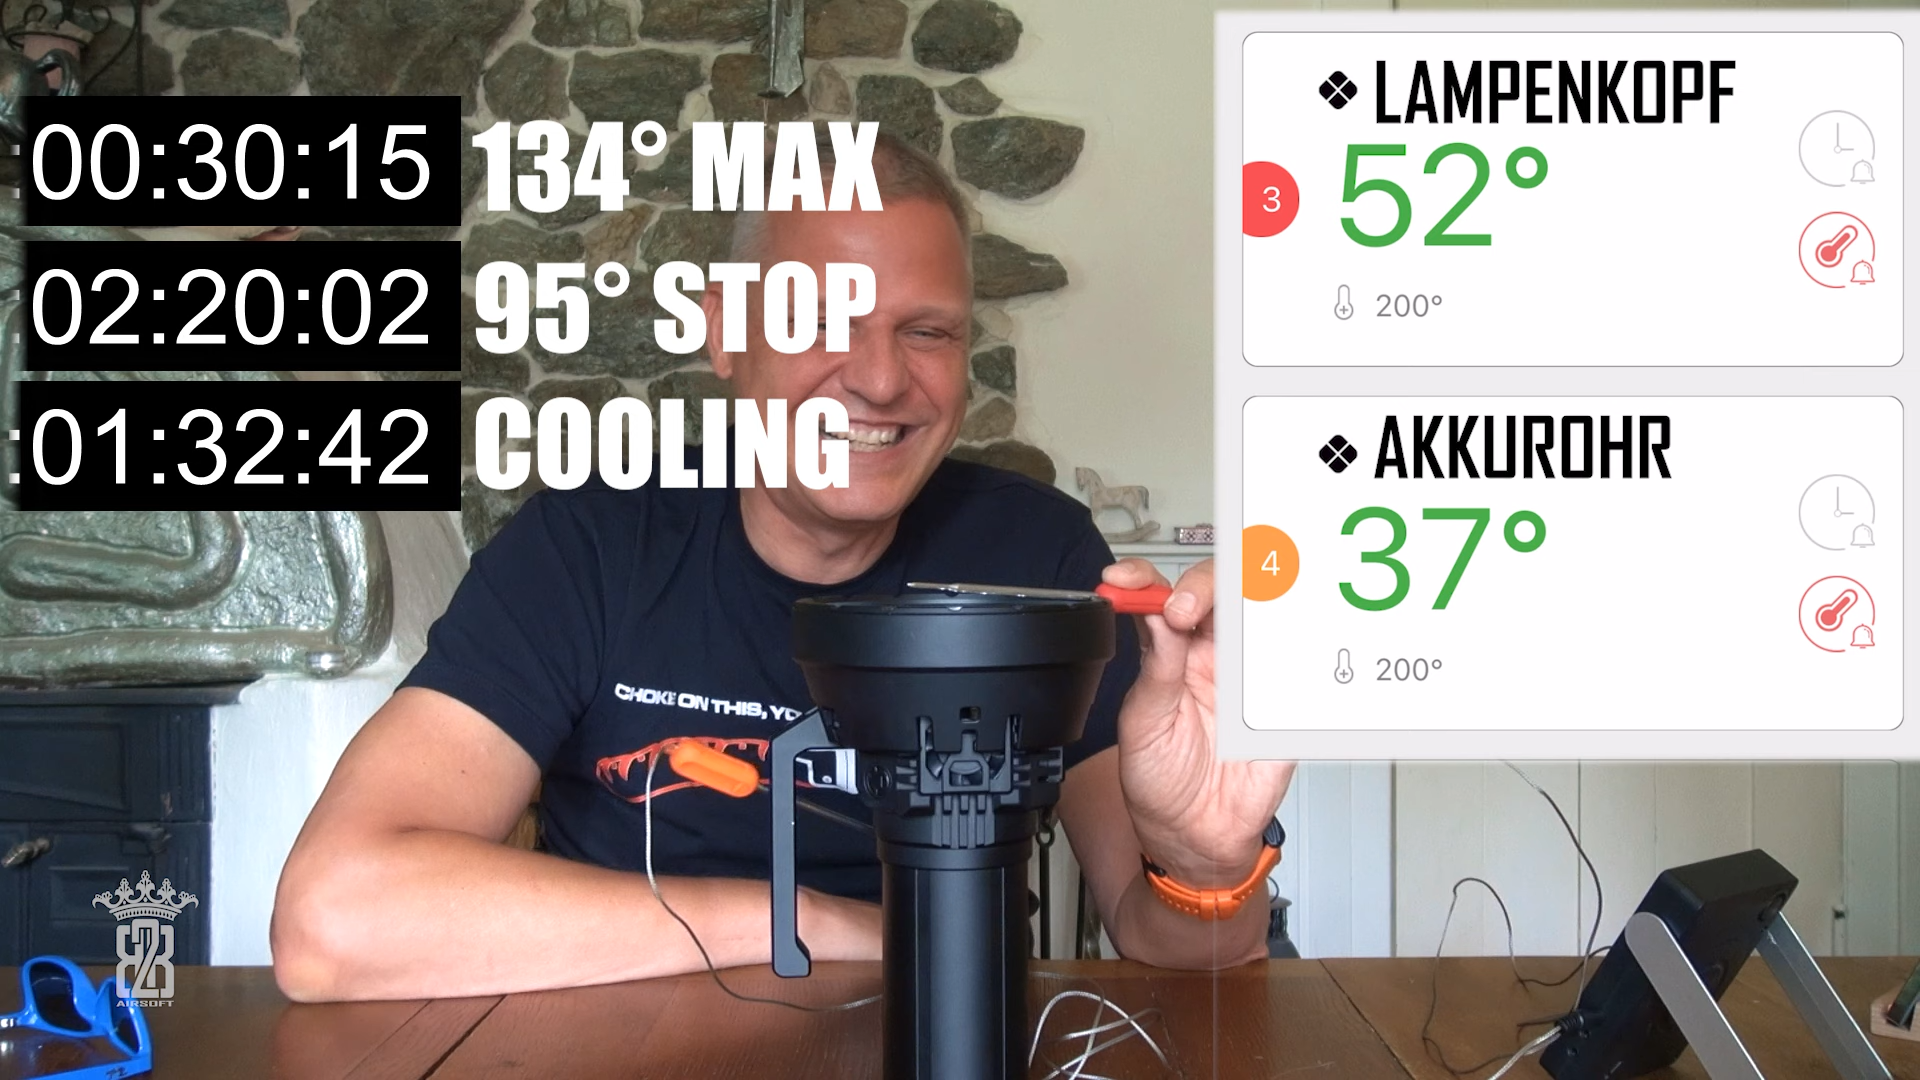 :00:30:15 134° MAX
:02:20:02 95° STOP
:01:32:42 COOLING
LAMPENKOPF
3
52°
200°
AKKUROHR
4
37°
200°
CHOKE ON THIS, YO
AIRSOFT